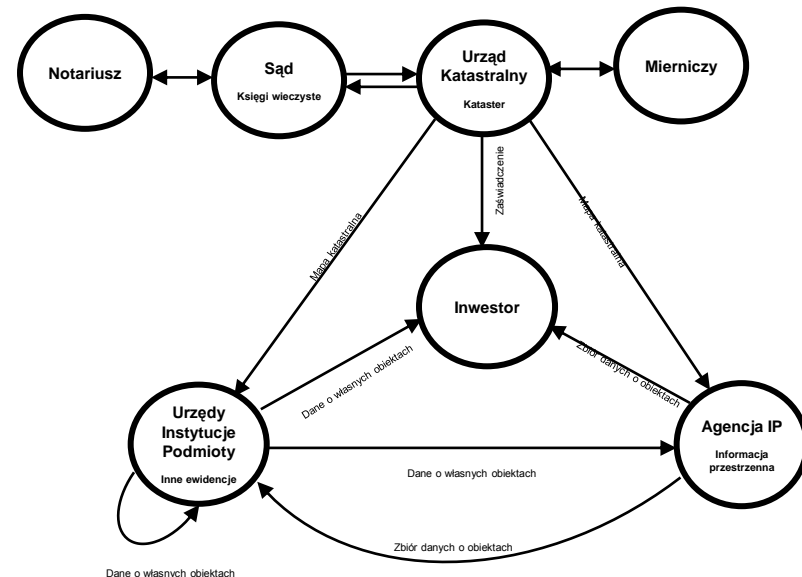 Notariusz
Sąd
Księgi wieczyste
Urząd
Katastralny
Kataster
Mierniczy
Zaświadczenie
Mapa katastralna
Mapa katastralna
Inwestor
Dane o własnych obiektach
Zbiór danych o obiektach
Urzędy
Instytucje
Podmioty
Inne ewidencje
Agencja IP
Informacja
przestrzenna
Dane o własnych obiektach
Zbiór danych o obiektach
Dane o własnych obiektach